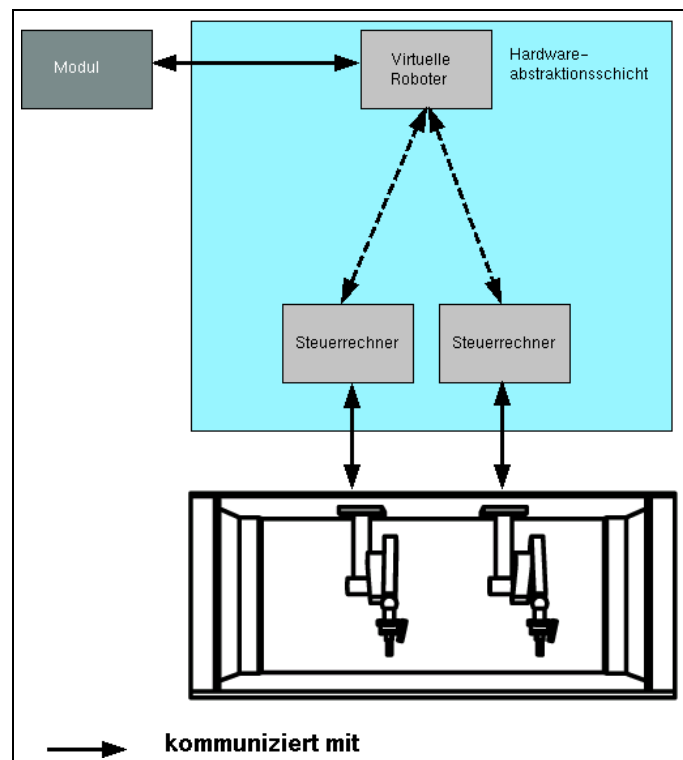 Modul
Virtuelle
Roboter
Hardware-
abstraktionsschicht
Steuerrechner
Steuerrechner
kommuniziert mit